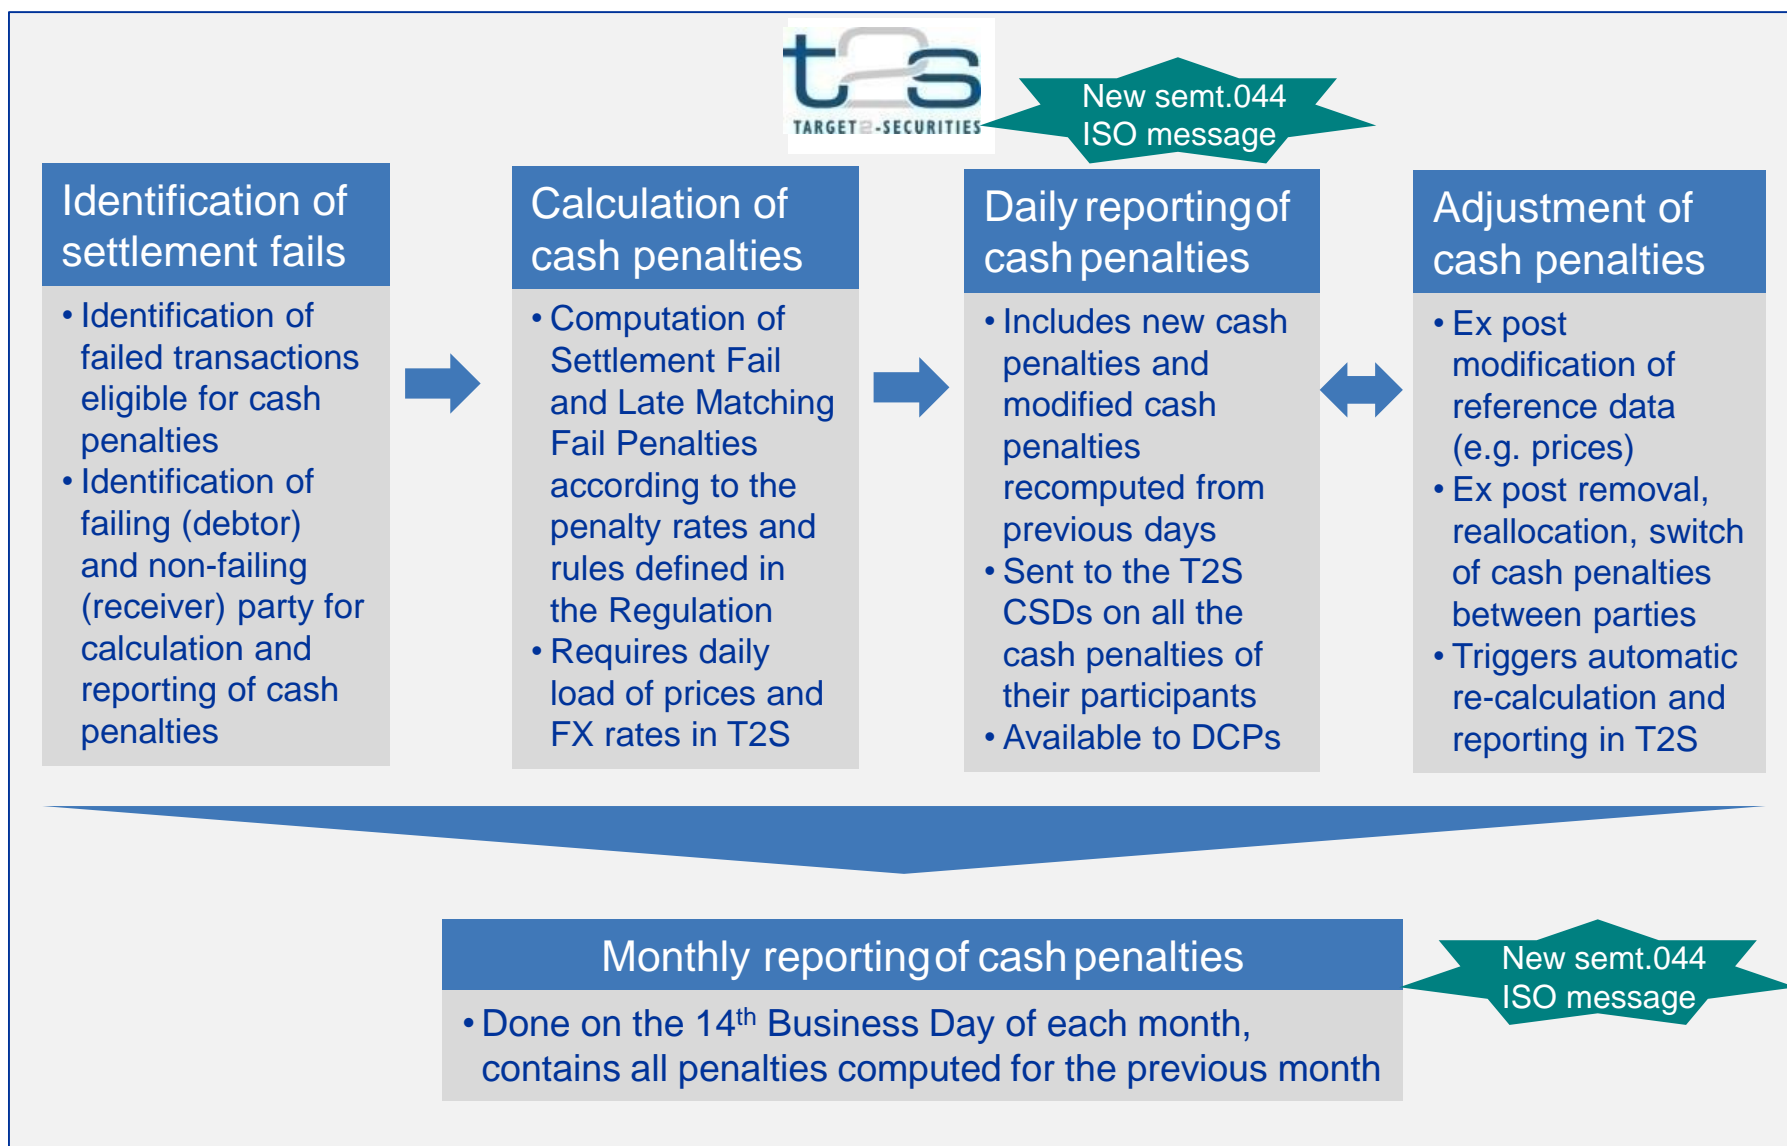 t2s
TARGET2-SECURITIES
New semt.044
ISO message
Identification of
settlement fails
• Identification of
failed transactions
eligible for cash
penalties
• Identification of
failing (debtor)
and non-failing
(receiver) party for
calculation and
reporting of cash
penalties
Calculation of
cash penalties
• Computation of
Settlement Fail
and Late Matching
Fail Penalties
according to the
penalty rates and
rules defined in
the Regulation
• Requires daily
load of prices and
FX rates in T2S
Daily reporting of
cash penalties
• Includes new cash
penalties and
modified cash
penalties
recomputed from
previous days
• Sent to the T2S
CSDs on all the
cash penalties of
their participants
• Available to DCPs
Adjustment of
cash penalties
• Ex post
modification of
reference data
(e.g. prices)
• Ex post removal,
reallocation, switch
of cash penalties
between parties
• Triggers automatic
re-calculation and
reporting in T2S
Monthly reporting of cash penalties
• Done on the 14th Business Day of each month,
contains all penalties computed for the previous month
New semt.044
ISO message